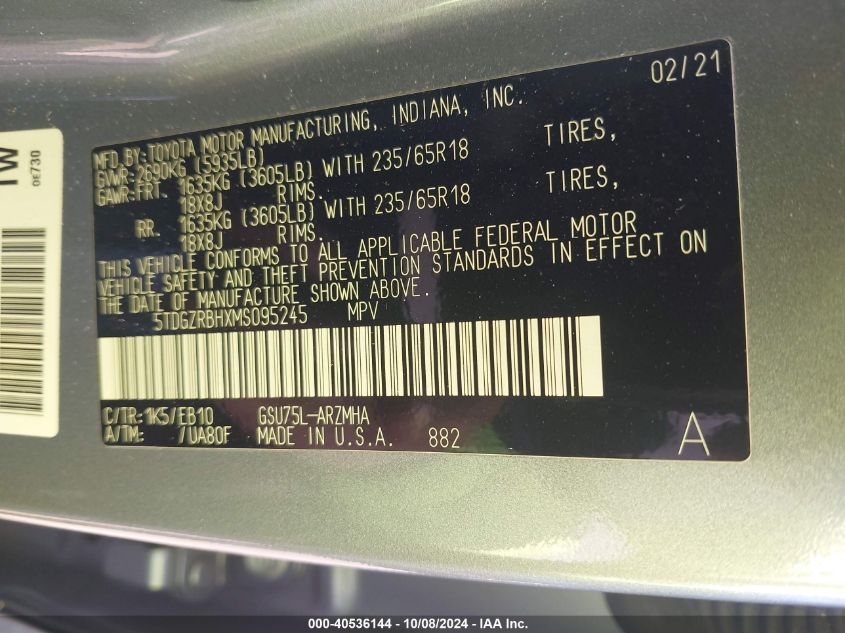 02/21
MFD.BY:TOYOTA MOTOR MANUFACTURING, INDIANA, INC.
GVWR:2690KG (5935LB)
GAWR:FRT. 1635KG (3605LB) WITH 235/65R18 TIRES,
18X8J RIMS.
RR. 1635KG (3605LB) WITH 235/65R18 TIRES,
18X8J RIMS.
THIS VEHICLE CONFORMS TO ALL APPLICABLE FEDERAL MOTOR
VEHICLE SAFETY AND THEFT PREVENTION STANDARDS IN EFFECT ON
THE DATE OF MANUFACTURE SHOWN ABOVE.
5TDGZRBHXMS095245 MPV
C/TR: 1K5/EB10 GSU75L-ARZMHA
A/TM: /UA80F MADE IN U.S.A. 882
A
TW
0E730
000-40536144 - 10/08/2024 - IAA Inc.